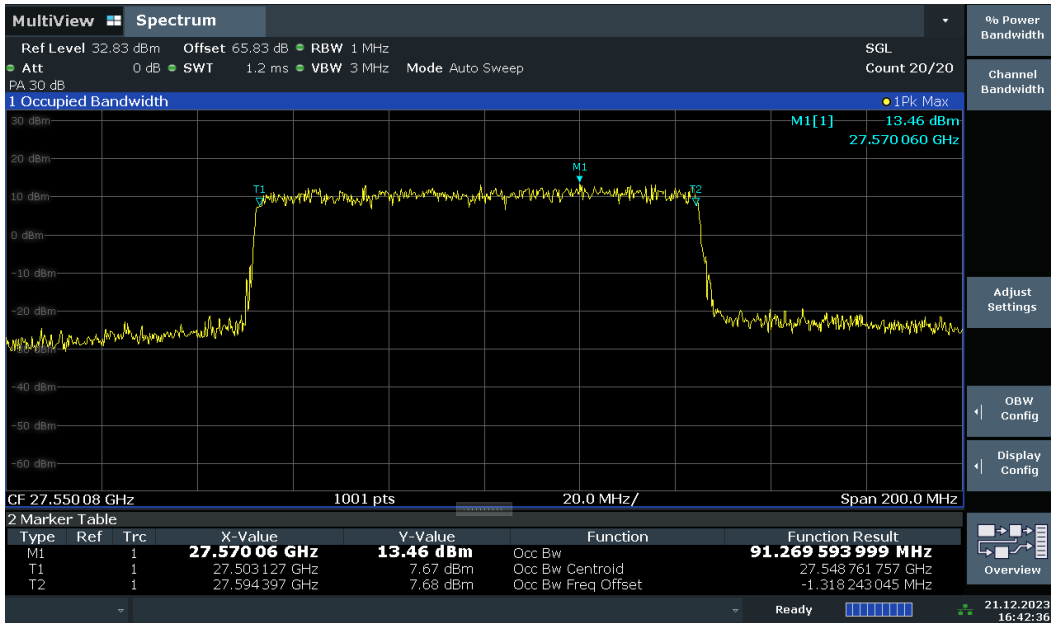 MultiView Spectrum
Ref Level 32.83 dBm Offset 65.83 dB RBW 1 MHz SGL
Att 0 dB SWT 1.2 ms VBW 3 MHz Mode Auto Sweep Count 20/20
PA 30 dB
1 Occupied Bandwidth 1Pk Max
30 dBm M1[1] 13.46 dBm
27.570 060 GHz
20 dBm
M1
T1 T2
10 dBm
0 dBm
-10 dBm
-20 dBm
-30 dBm
-40 dBm
-50 dBm
-60 dBm
CF 27.550 08 GHz 1001 pts 20.0 MHz/ Span 200.0 MHz
2 Marker Table
Type Ref Trc X-Value Y-Value Function Function Result
M1 1 27.570 06 GHz 13.46 dBm Occ Bw 91.269 593 999 MHz
T1 1 27.503 127 GHz 7.67 dBm Occ Bw Centroid 27.548 761 757 GHz
T2 1 27.594 397 GHz 7.68 dBm Occ Bw Freq Offset -1.318 243 045 MHz
Ready 21.12.2023
16:42:36
% Power
Bandwidth
Channel
Bandwidth
Adjust
Settings
OBW
Config
Display
Config
Overview